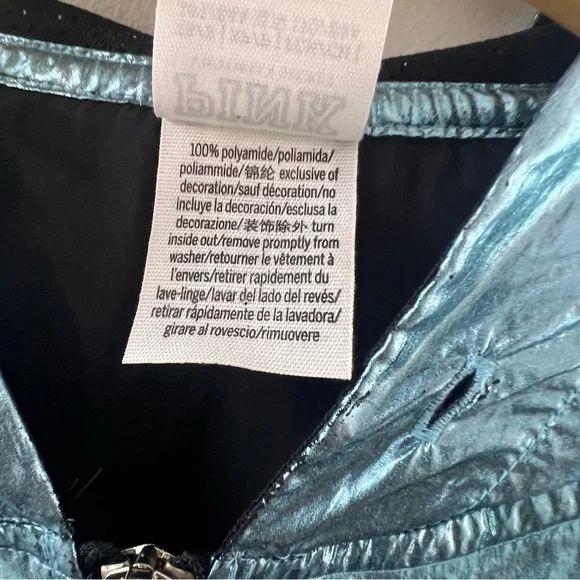 PINK
100% polyamide/poliamida/
poliammide/锦纶 exclusive of
decoration/sauf décoration/no
incluye la decoración/esclusa la
decorazione/装饰除外 turn
inside out/remove promptly from
washer/retourner le vêtement à
l'envers/retirer rapidement du
lave-linge/lavar del lado del revés/
retirar rápidamente de la lavadora/
girare al rovescio/rimuovere